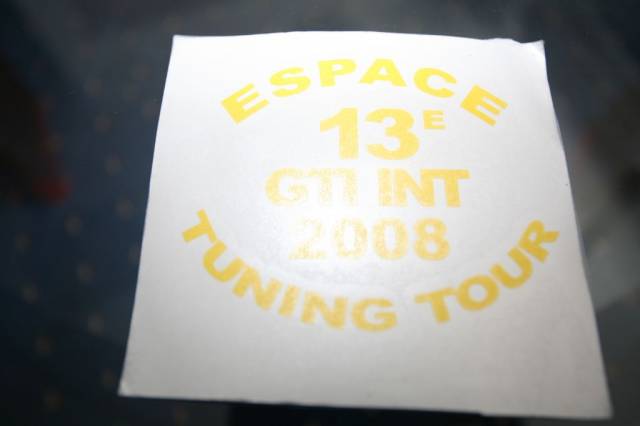 ESPACE
13E
GTI INT
2008
TUNING TOUR